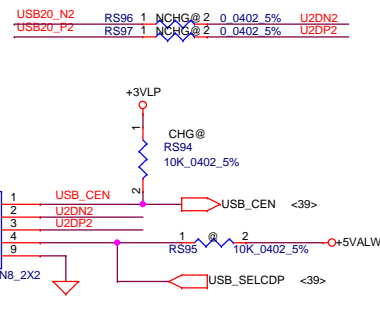 USB20_N2 RS96 1 NCHG@ 2 0_0402_5% U2DN2
USB20_P2 RS97 1 NCHG@ 2 0_0402_5% U2DP2
+3VLP
1
CHG@
RS94
10K_0402_5%
2
1 USB_CEN USB_CEN <39>
2 U2DN2
3 U2DP2
4 1 @ 2 +5VALW
9 RS95 10K_0402_5%
N8_2X2 USB_SELCDP <39>